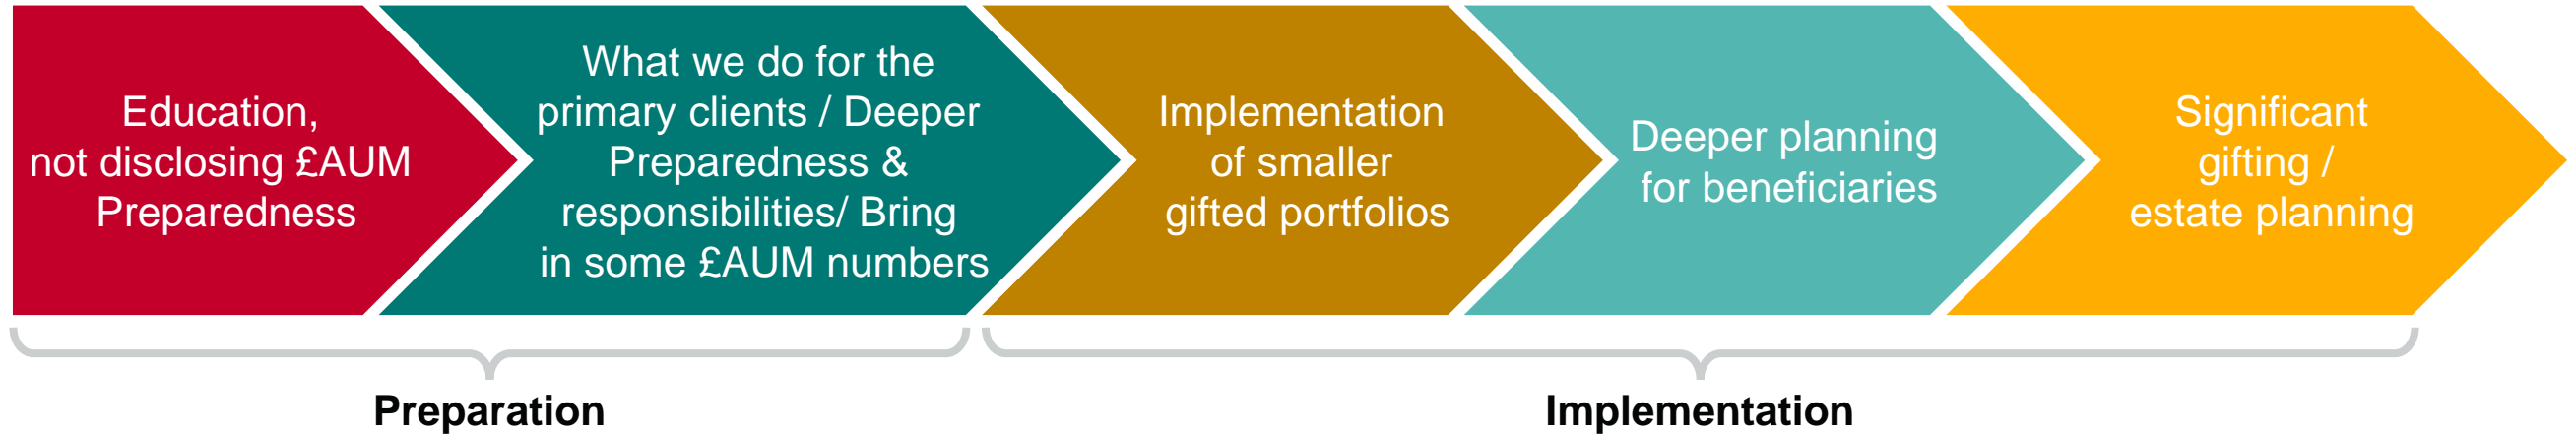 Education,
not disclosing £AUM
Preparedness
What we do for the
primary clients / Deeper
Preparedness &
responsibilities/ Bring
in some £AUM numbers
Implementation
of smaller
gifted portfolios
Deeper planning
for beneficiaries
Significant
gifting /
estate planning
Preparation
Implementation